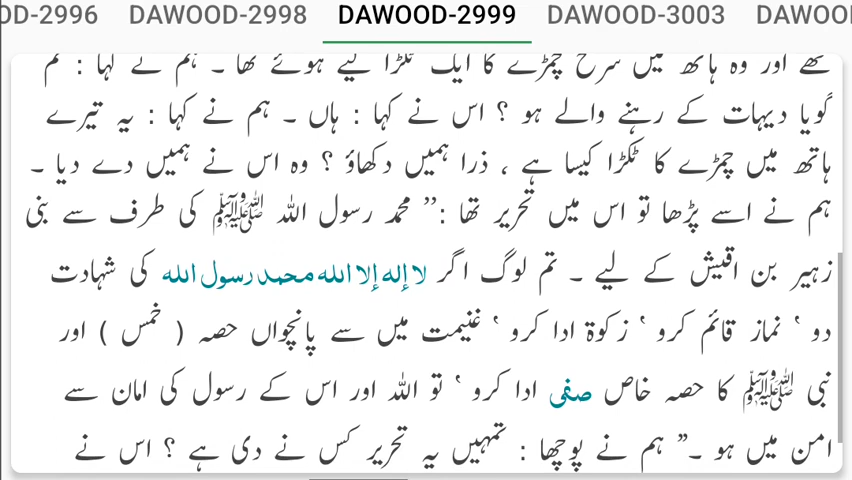 OD-2996 DAWOOD-2998 DAWOOD-2999 DAWOOD-3003 DAWOO
تھے اور وہ ہاتھ میں سرخ چمڑے کا ایک ٹکڑا لیے ہوئے تھا ۔ ہم نے کہا : تم
گویا دیہات کے رہنے والے ہو ؟ اس نے کہا : ہاں ۔ ہم نے کہا : یہ تیرے
ہاتھ میں چمڑے کا ٹکڑا کیسا ہے ، ذرا ہمیں دکھاؤ ؟ وہ اس نے ہمیں دے دیا ۔
ہم نے اسے پڑھا تو اس میں تحریر تھا :’’ محمد رسول اللہ ﷺ کی طرف سے بنی
زہیر بن اقیش کے لیے ۔ تم لوگ اگر لا إله إلا الله محمد رسول الله کی شہادت
دو ‘ نماز قائم کرو ‘ زکوۃ ادا کرو ‘ غنیمت میں سے پانچواں حصہ ( خمس ) اور
نبی ﷺ کا حصہ خاص صفی ادا کرو ‘ تو اللہ اور اس کے رسول کی امان سے
امن میں ہو ۔‘‘ ہم نے پوچھا : تمہیں یہ تحریر کس نے دی ہے ؟ اس نے